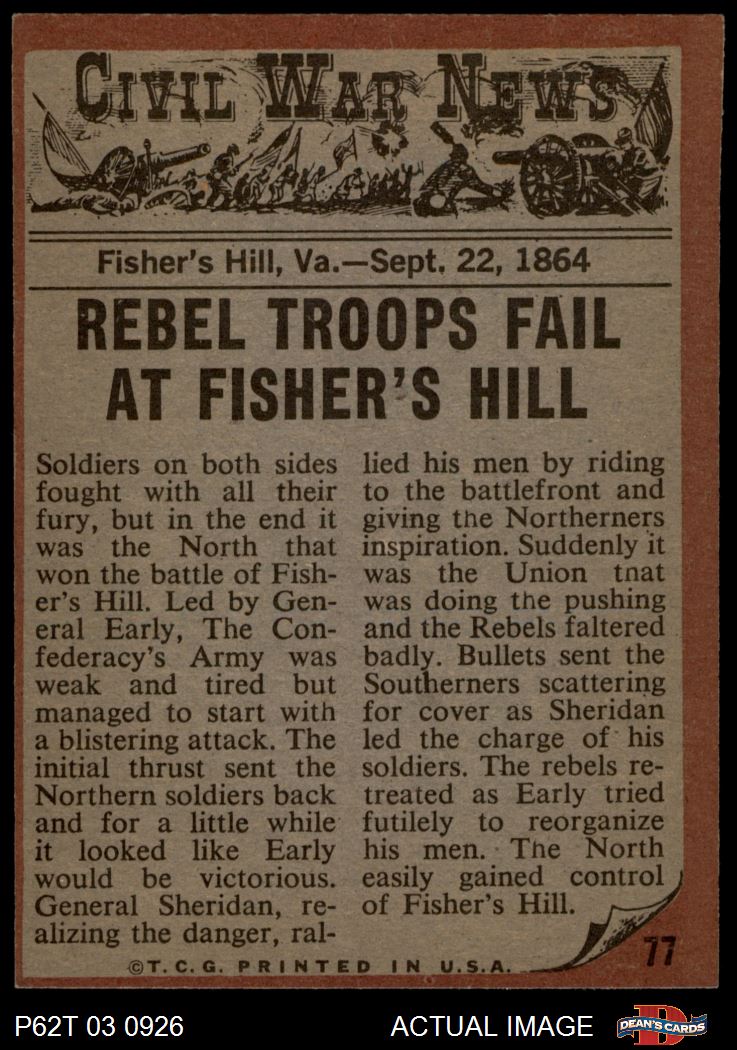 CIVIL WAR NEWS
Fisher's Hill, Va.—Sept. 22, 1864
REBEL TROOPS FAIL
AT FISHER'S HILL
Soldiers on both sides
fought with all their
fury, but in the end it
was the North that
won the battle of Fish-
er's Hill. Led by Gen-
eral Early, The Con-
federacy's Army was
weak and tired but
managed to start with
a blistering attack. The
initial thrust sent the
Northern soldiers back
and for a little while
it looked like Early
would be victorious.
General Sheridan, re-
alizing the danger, ral-
lied his men by riding
to the battlefront and
giving the Northerners
inspiration. Suddenly it
was the Union that
was doing the pushing
and the Rebels faltered
badly. Bullets sent the
Southerners scattering
for cover as Sheridan
led the charge of his
soldiers. The rebels re-
treated as Early tried
futilely to reorganize
his men. The North
easily gained control
of Fisher's Hill.
77
©T.C.G. PRINTED IN U.S.A.
P62T 03 0926
ACTUAL IMAGE
D
DEAN'S CARDS